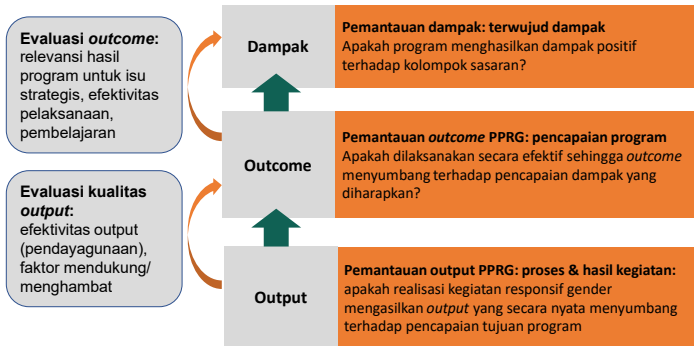 Evaluasi outcome:
relevansi hasil
program untuk isu
strategis, efektivitas
pelaksanaan,
pembelajaran
Dampak
Pemantauan dampak: terwujud dampak
Apakah program menghasilkan dampak positif
terhadap kolompok sasaran?
Outcome
Pemantauan outcome PPRG: pencapaian program
Apakah dilaksanakan secara efektif sehingga outcome
menyumbang terhadap pencapaian dampak yang
diharapkan?
Evaluasi kualitas
output:
efektivitas output
(pendayagunaan),
faktor mendukung/
menghambat
Output
Pemantauan output PPRG: proses & hasil kegiatan:
apakah realisasi kegiatan responsif gender
mengasilkan output yang secara nyata menyumbang
terhadap pencapaian tujuan program